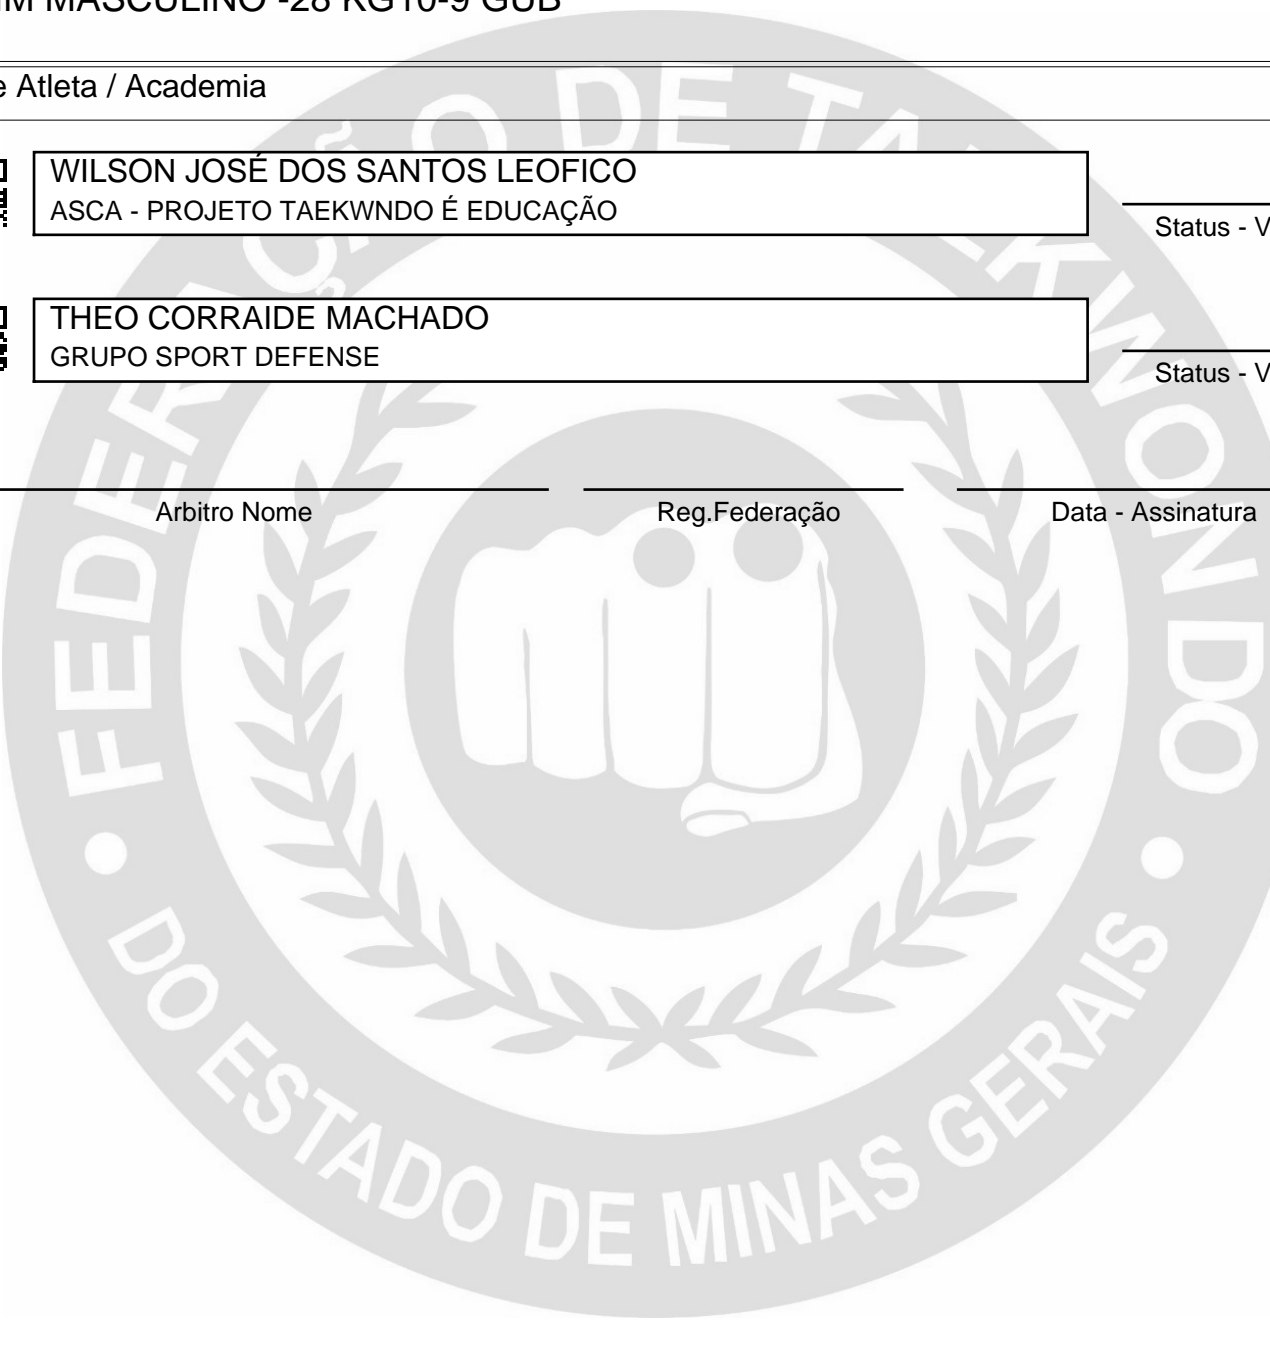 MASCULINO -28 KG10-9 GUB
Atleta / Academia
WILSON JOSÉ DOS SANTOS LEOFICO
ASCA - PROJETO TAEKWNDO É EDUCAÇÃO
Status - V
THEO CORRAIDE MACHADO
GRUPO SPORT DEFENSE
Status - V
Arbitro Nome
Reg.Federação
Data - Assinatura
FEDERAÇÃO DE TAEKWONDO
DO ESTADO DE MINAS GERAIS